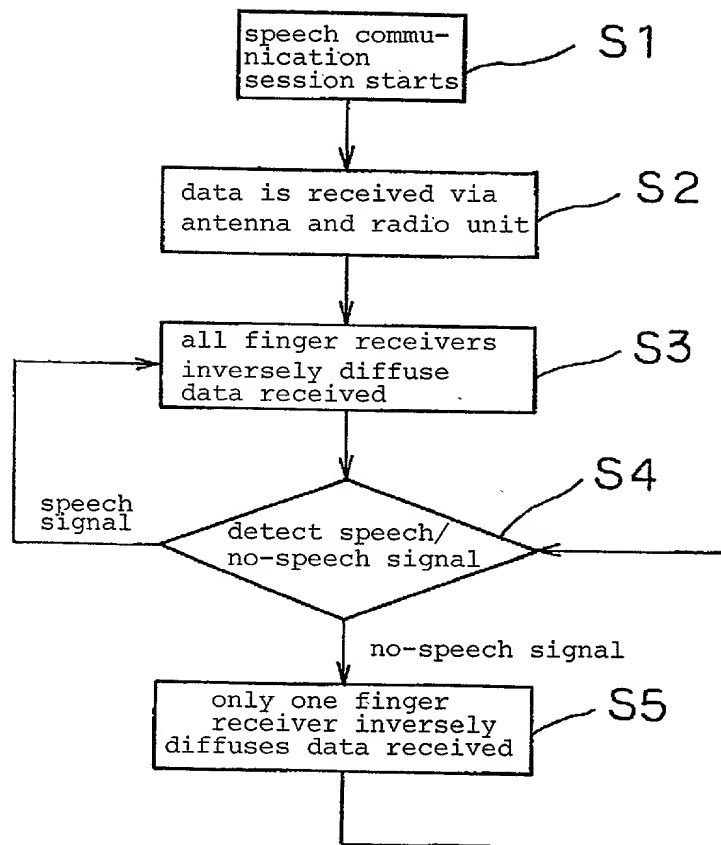 speech commu-
nication
session starts
S1
data is received via
antenna and radio unit
S2
all finger receivers
inversely diffuse
data received
S3
speech
signal
detect speech/
no-speech signal
S4
no-speech signal
only one finger
receiver inversely
diffuses data received
S5